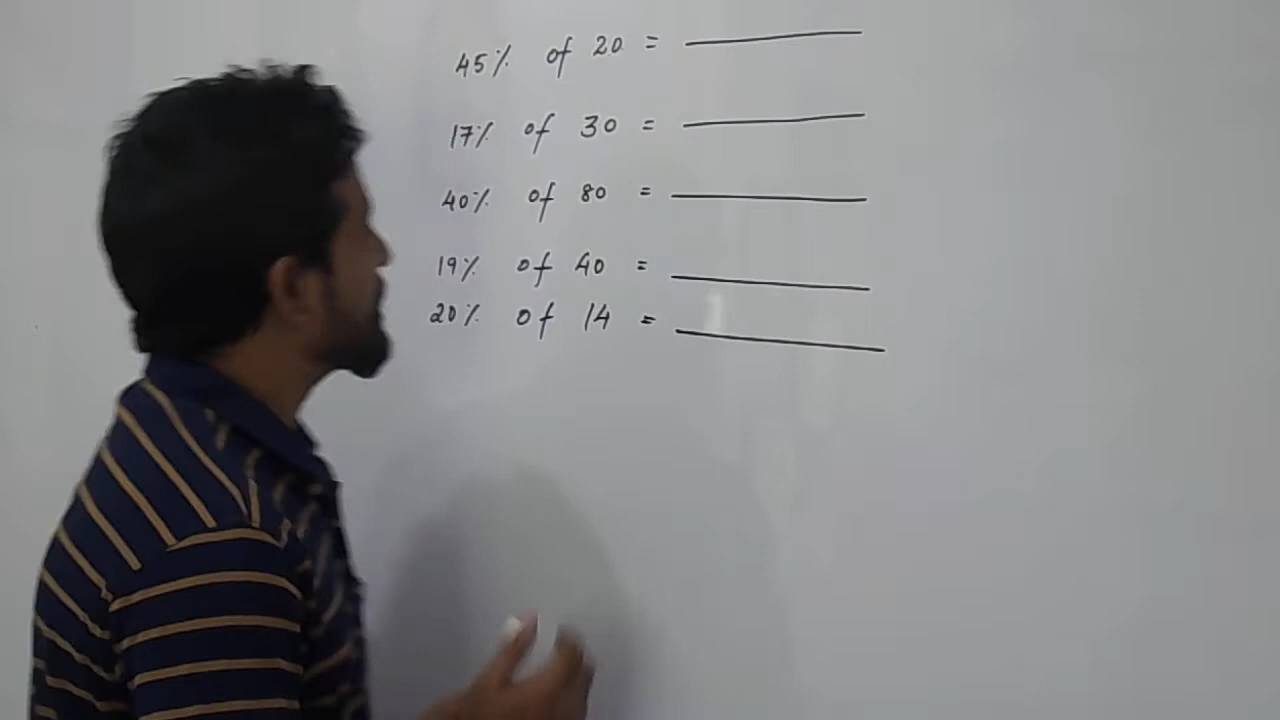 45% of 20 =
17% of 30 =
40% of 80 =
19% of 40 =
20% of 14 =